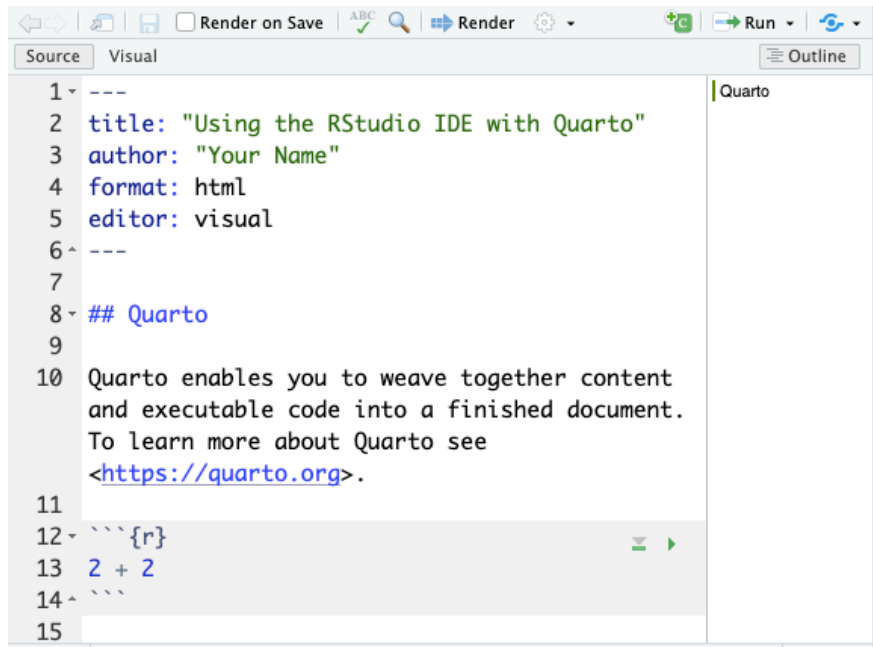 Render on Save ABC Render Run
Source Visual Outline
1 ---
Quarto
2 title: "Using the RStudio IDE with Quarto"
3 author: "Your Name"
4 format: html
5 editor: visual
6 ---
7
8 ## Quarto
9
10 Quarto enables you to weave together content
and executable code into a finished document.
To learn more about Quarto see
<https://quarto.org>.
11
12 ```{r}
13 2 + 2
14 ```
15